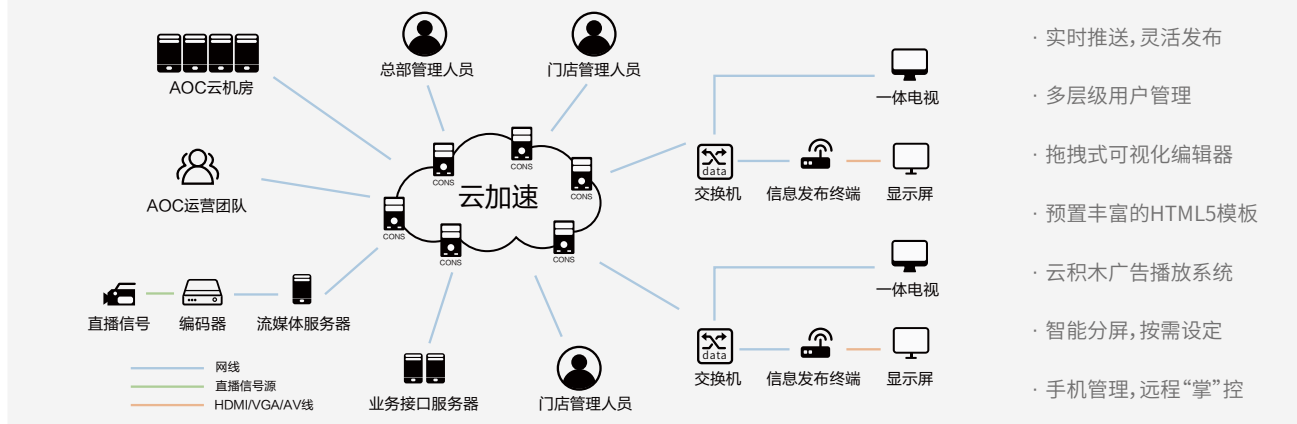 总部管理人员
门店管理人员
AOC云机房
一体电视
AOC运营团队
CONS
CONS
CONS
CONS
CONS
CONS
云加速
data
交换机
信息发布终端
显示屏
直播信号
编码器
流媒体服务器
一体电视
data
交换机
信息发布终端
显示屏
业务接口服务器
门店管理人员
网线
直播信号源
HDMI/VGA/AV线
· 实时推送,灵活发布
· 多层级用户管理
· 拖拽式可视化编辑器
· 预置丰富的HTML5模板
· 云积木广告播放系统
· 智能分屏,按需设定
· 手机管理,远程“掌”控